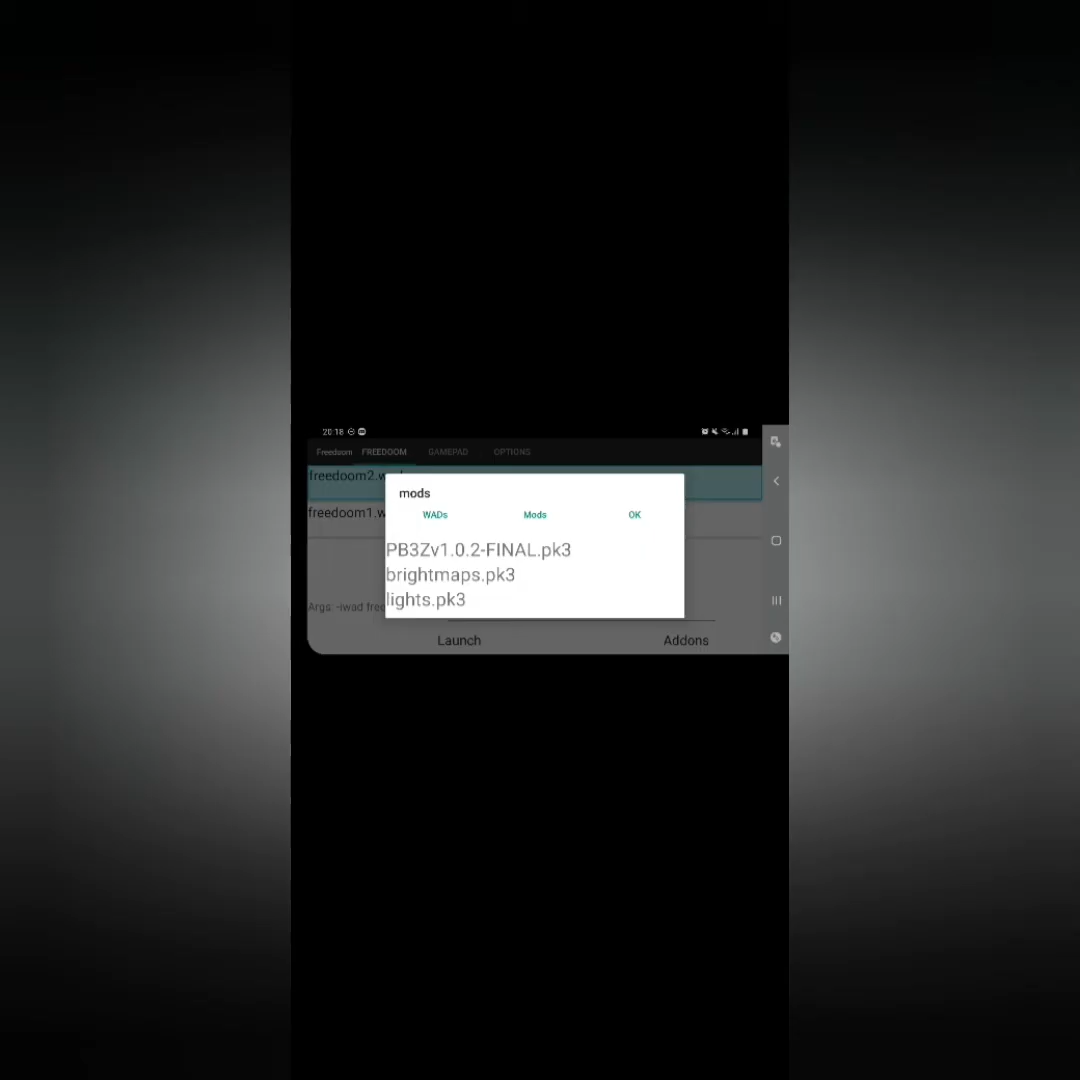 20:18
Freedoom FREEDOOM GAMEPAD OPTIONS
freedoom2.w
mods
freedoom1.w
WADs Mods OK
PB3Zv1.0.2-FINAL.pk3
brightmaps.pk3
lights.pk3
Args: -iwad free
Launch Addons